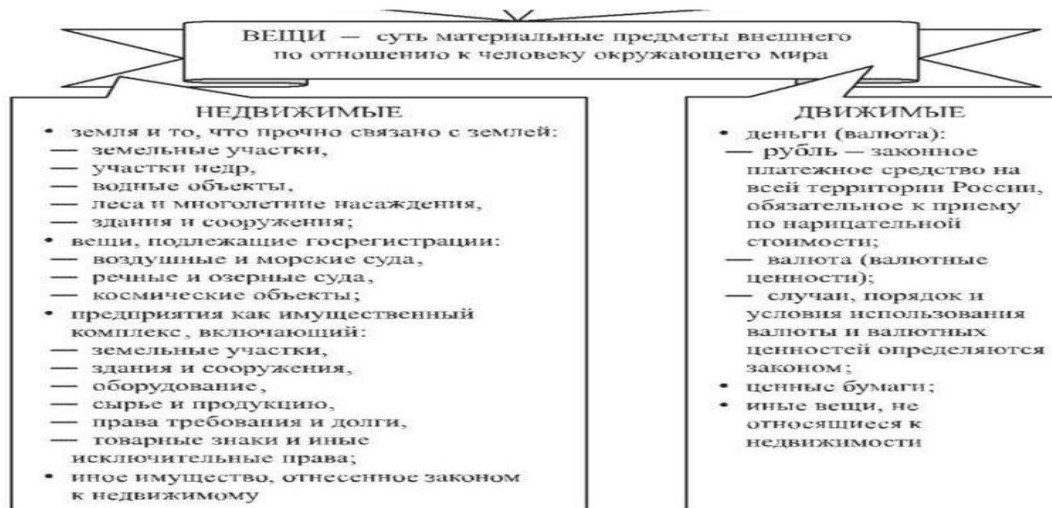 ВЕЩИ — суть материальные предметы внешнего
по отношению к человеку окружающего мира
НЕДВИЖИМЫЕ
• земля и то, что прочно связано с землей:
— земельные участки,
— участки недр,
— водные объекты,
— леса и многолетние насаждения,
— здания и сооружения;
• вещи, подлежащие госрегистрации:
— воздушные и морские суда,
— речные и озерные суда,
— космические объекты;
• предприятия как имущественный
комплекс, включающий:
— земельные участки,
— здания и сооружения,
— оборудование,
— сырье и продукцию,
— права требования и долги,
— товарные знаки и иные
исключительные права;
• иное имущество, отнесенное законом
к недвижимому
ДВИЖИМЫЕ
• деньги (валюта):
— рубль — законное
платежное средство на
всей территории России,
обязательное к приему
по нарицательной
стоимости;
— валюта (валютные
ценности);
— случаи, порядок и
условия использования
валюты и валютных
ценностей определяются
законом;
• ценные бумаги;
• иные вещи, не
относящиеся к
недвижимости